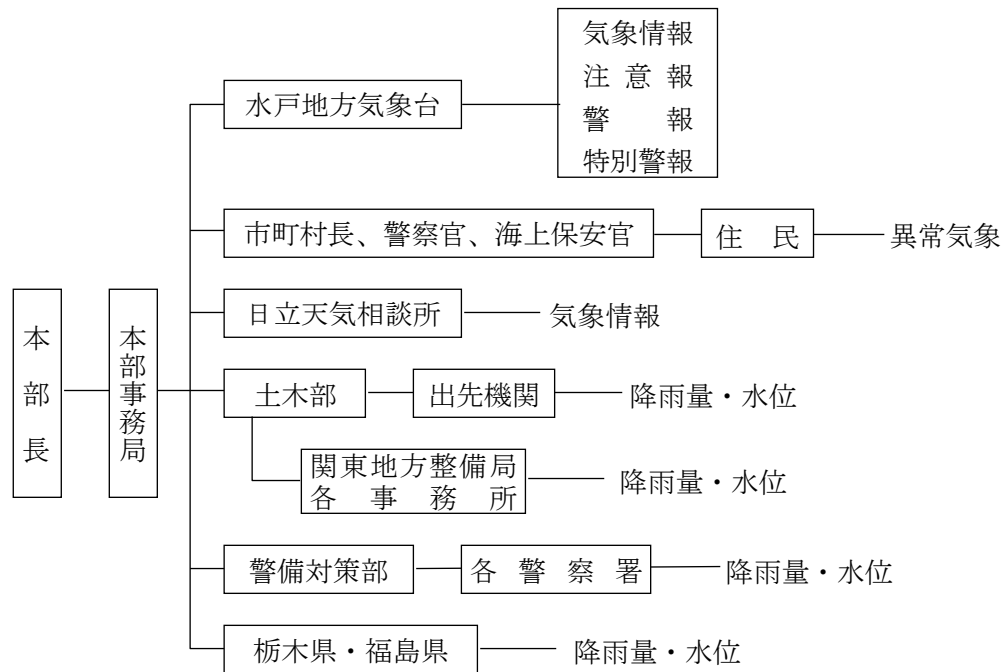 気象情報
注意報
警報
特別警報
水戸地方気象台
市町村長、警察官、海上保安官
住民
異常気象
日立天気相談所
気象情報
本部長
本部事務局
土木部
出先機関
降雨量・水位
関東地方整備局
各事務所
降雨量・水位
警備対策部
各警察署
降雨量・水位
栃木県・福島県
降雨量・水位